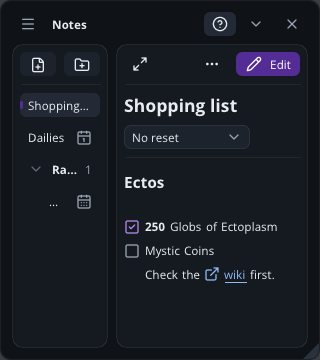 Notes
Shopping...
Dailies
Ra... 1
...
Edit
Shopping list
No reset
Ectos
250 Globs of Ectoplasm
Mystic Coins
Check the wiki first.